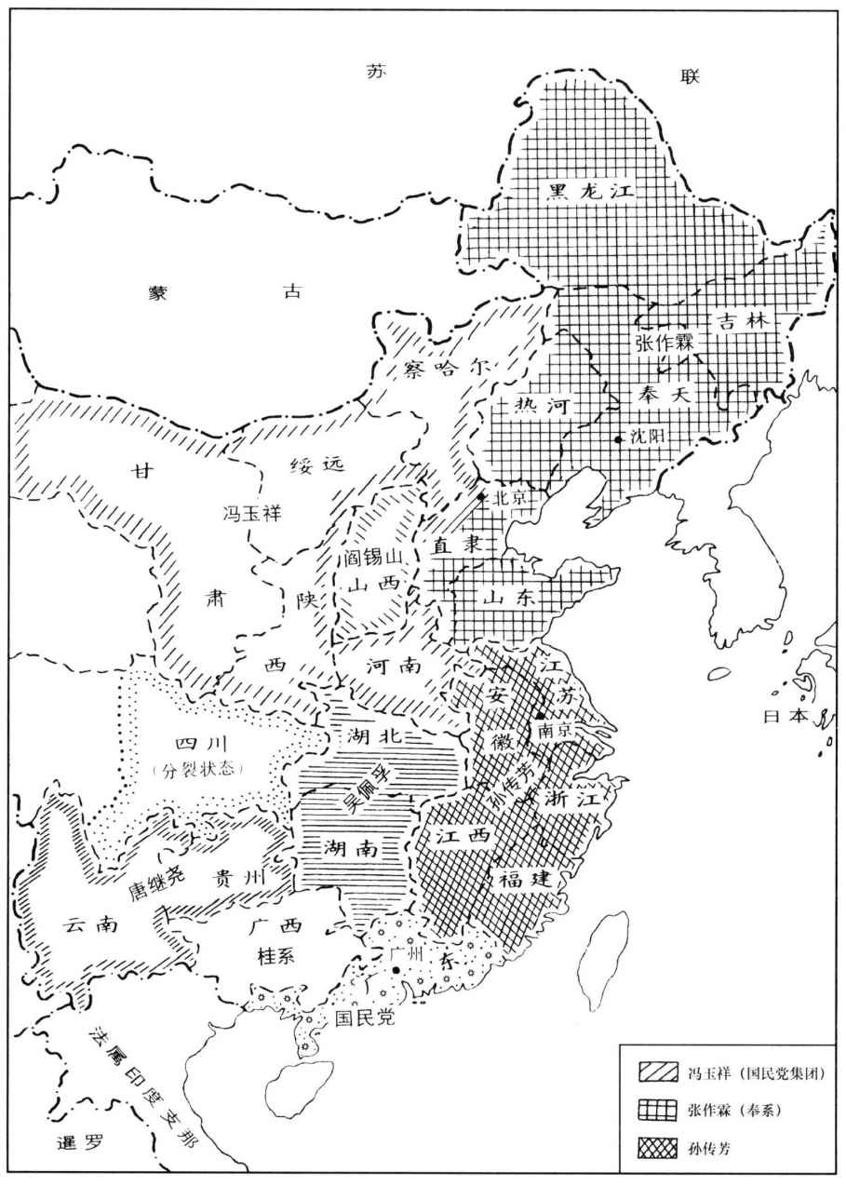 苏 联
黑龙江
蒙 古
吉林
张作霖
察哈尔
奉天
热河
沈阳
绥远
甘
北京
冯玉祥
直隶
阎锡山
山西
肃
陕
山东
西
河南
江
苏
安
徽
日本
南京
四川
(分裂状态)
湖北
吴佩孚
孙传芳
浙江
湖南
江西
唐继尧
贵州
福建
云南
广西
桂系
广州
广 东
国民党
法属印度支那
暹罗
冯玉祥(国民党集团)
张作霖(奉系)
孙传芳